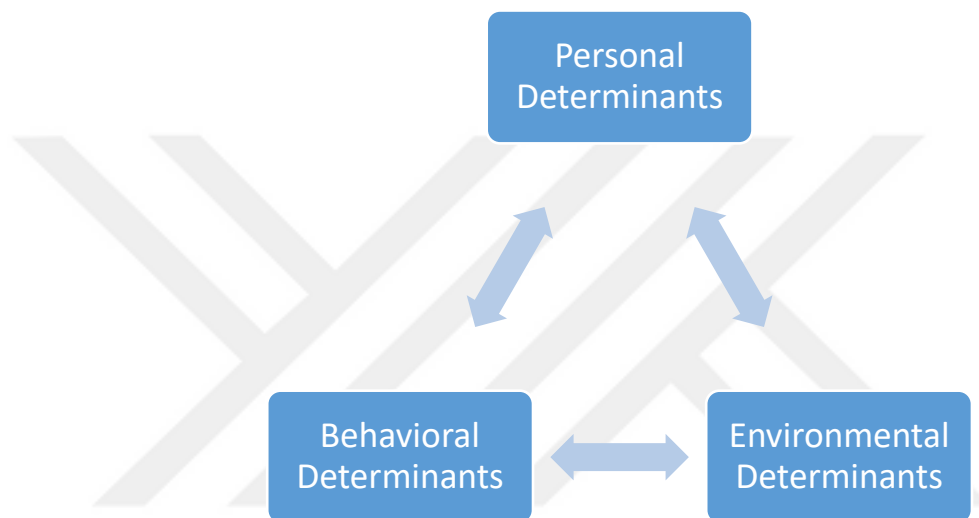 Personal
Determinants
Behavioral
Determinants
Environmental
Determinants